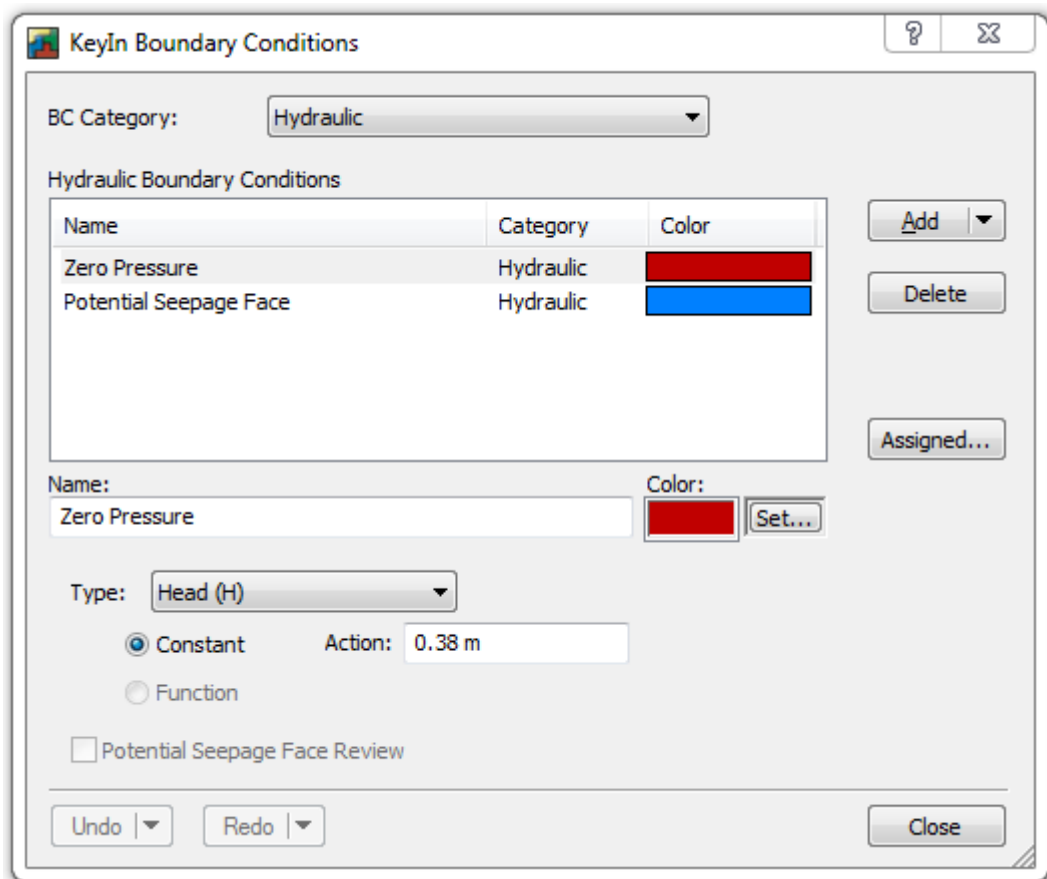 KeyIn Boundary Conditions
BC Category: Hydraulic
Hydraulic Boundary Conditions
Name Category Color
Zero Pressure Hydraulic
Potential Seepage Face Hydraulic
Add
Delete
Assigned...
Name: Color:
Zero Pressure Set...
Type: Head (H)
Constant Action: 0.38 m
Function
Potential Seepage Face Review
Undo Redo Close